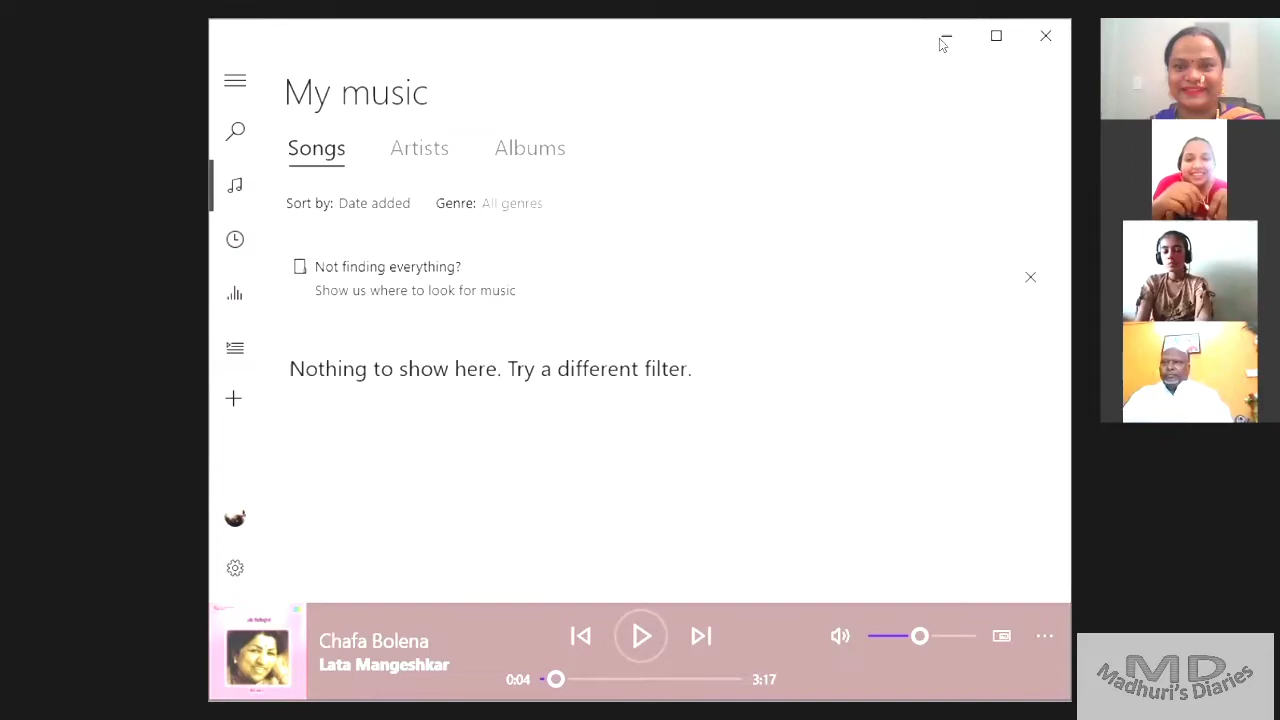 My music
Songs Artists Albums
Sort by: Date added Genre: All genres
Not finding everything?
Show us where to look for music
Nothing to show here. Try a different filter.
Chafa Bolena
Lata Mangeshkar
0:04 3:17
MD
Madhuri's Diaries